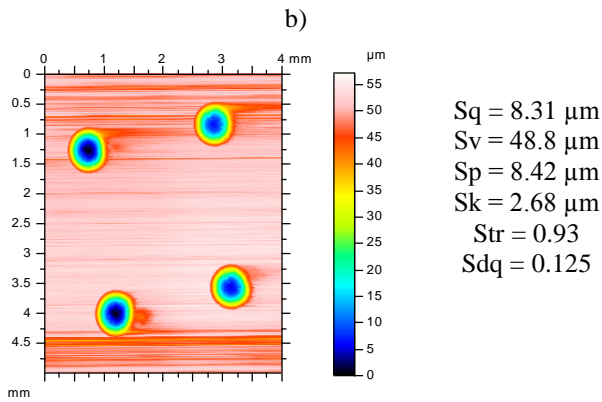 b)
0 1 2 3 4 mm
0
0.5
1
1.5
2
2.5
3
3.5
4
4.5
mm
µm
55
50
45
40
35
30
25
20
15
10
5
0
Sq = 8.31 µm
Sv = 48.8 µm
Sp = 8.42 µm
Sk = 2.68 µm
Str = 0.93
Sdq = 0.125